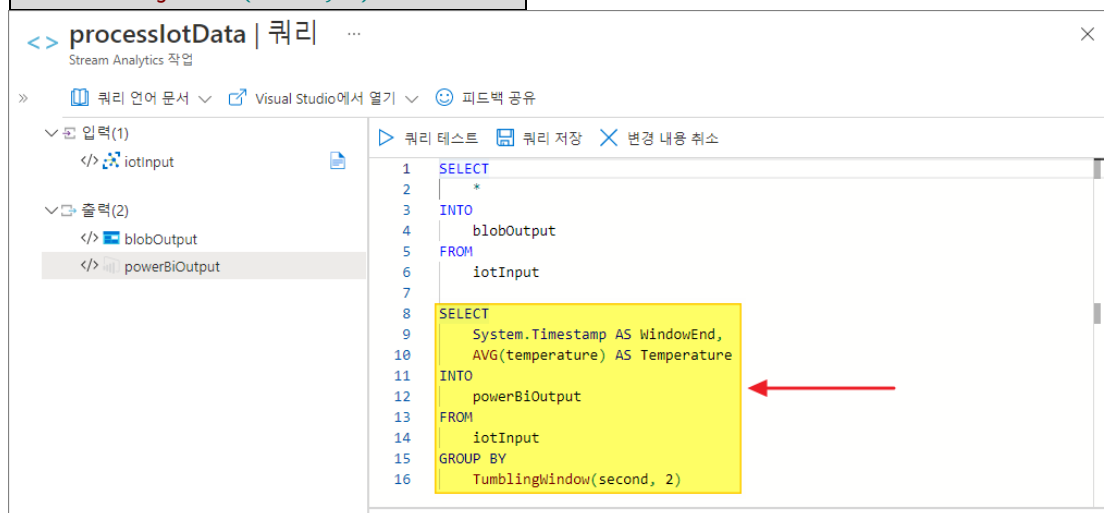 <> processIotData | 쿼리 ...
Stream Analytics 작업
» 쿼리 언어 문서 Visual Studio에서 열기 피드백 공유
입력(1)
</> iotInput
출력(2)
</> blobOutput
</> powerBiOutput
쿼리 테스트 쿼리 저장 변경 내용 취소
1 SELECT
2 *
3 INTO
4 blobOutput
5 FROM
6 iotInput
7
8 SELECT
9 System.Timestamp AS WindowEnd,
10 AVG(temperature) AS Temperature
11 INTO
12 powerBiOutput
13 FROM
14 iotInput
15 GROUP BY
16 TumblingWindow(second, 2)